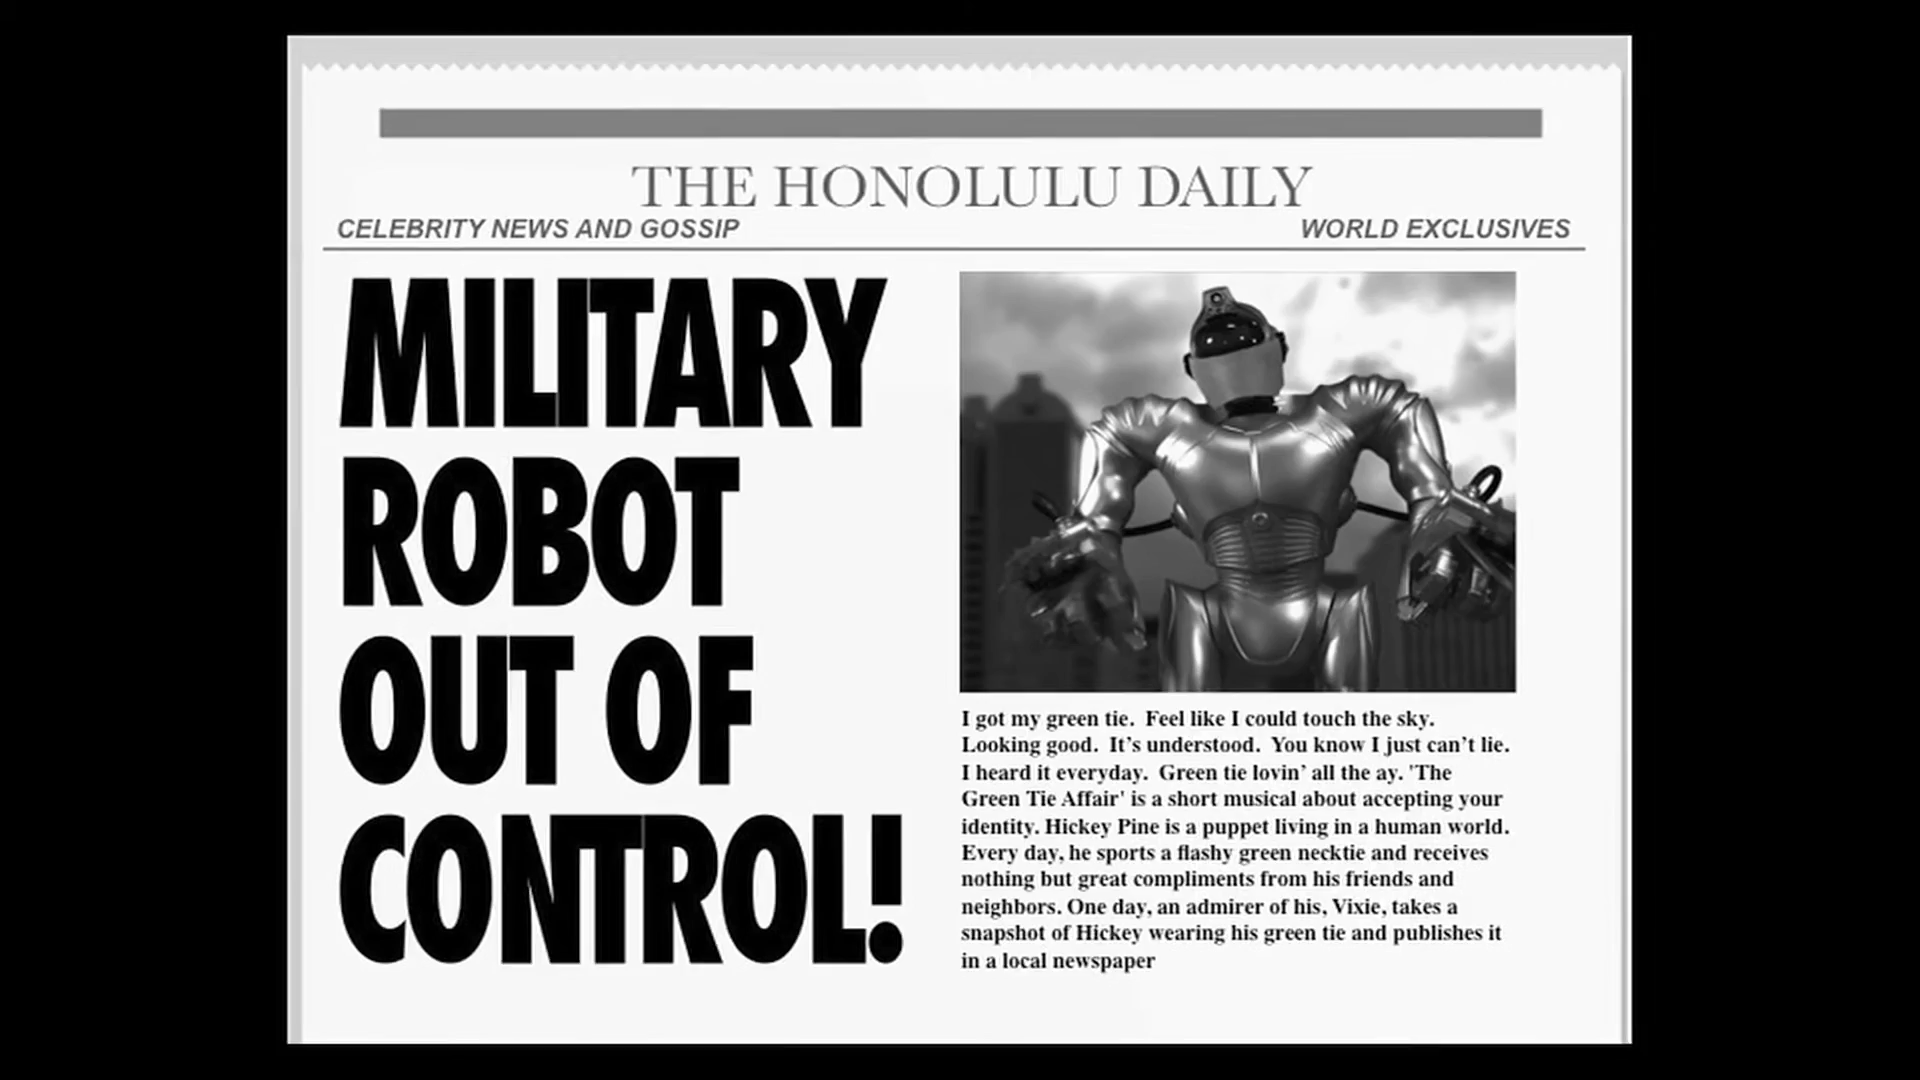 THE HONOLULU DAILY
CELEBRITY NEWS AND GOSSIP
WORLD EXCLUSIVES
MILITARY
ROBOT
OUT OF
CONTROL!
I got my green tie.  Feel like I could touch the sky.
Looking good.  It’s understood.  You know I just can’t lie.
I heard it everyday.  Green tie lovin’ all the ay. 'The
Green Tie Affair' is a short musical about accepting your
identity. Hickey Pine is a puppet living in a human world.
Every day, he sports a flashy green necktie and receives
nothing but great compliments from his friends and
neighbors. One day, an admirer of his, Vixie, takes a
snapshot of Hickey wearing his green tie and publishes it
in a local newspaper